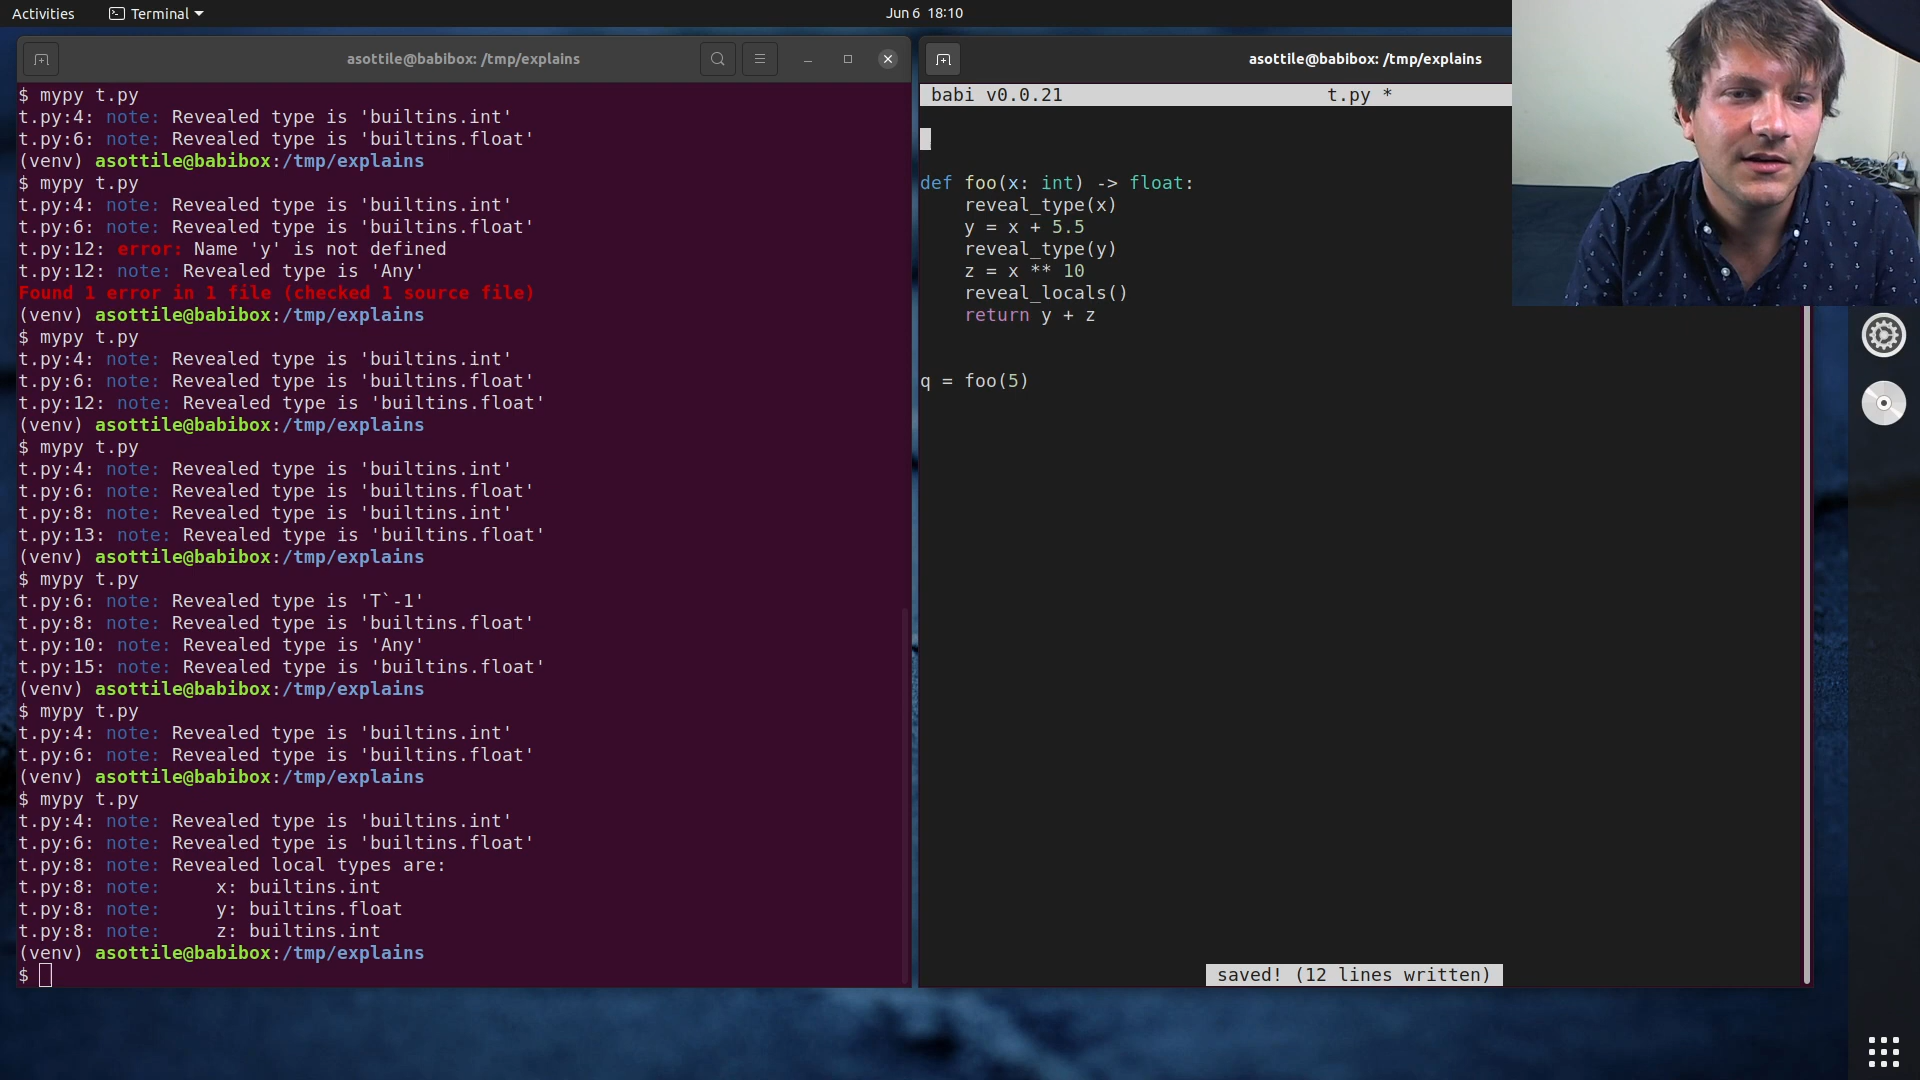 Activities
Terminal
Jun 6 18:10
asottile@babibox: /tmp/explains
$ mypy t.py
t.py:4: note: Revealed type is 'builtins.int'
t.py:6: note: Revealed type is 'builtins.float'
(venv) asottile@babibox:/tmp/explains
$ mypy t.py
t.py:4: note: Revealed type is 'builtins.int'
t.py:6: note: Revealed type is 'builtins.float'
t.py:12: error: Name 'y' is not defined
t.py:12: note: Revealed type is 'Any'
Found 1 error in 1 file (checked 1 source file)
(venv) asottile@babibox:/tmp/explains
$ mypy t.py
t.py:4: note: Revealed type is 'builtins.int'
t.py:6: note: Revealed type is 'builtins.float'
t.py:12: note: Revealed type is 'builtins.float'
(venv) asottile@babibox:/tmp/explains
$ mypy t.py
t.py:4: note: Revealed type is 'builtins.int'
t.py:6: note: Revealed type is 'builtins.float'
t.py:8: note: Revealed type is 'builtins.int'
t.py:13: note: Revealed type is 'builtins.float'
(venv) asottile@babibox:/tmp/explains
$ mypy t.py
t.py:6: note: Revealed type is 'T`-1'
t.py:8: note: Revealed type is 'builtins.float'
t.py:10: note: Revealed type is 'Any'
t.py:15: note: Revealed type is 'builtins.float'
(venv) asottile@babibox:/tmp/explains
$ mypy t.py
t.py:4: note: Revealed type is 'builtins.int'
t.py:6: note: Revealed type is 'builtins.float'
(venv) asottile@babibox:/tmp/explains
$ mypy t.py
t.py:4: note: Revealed type is 'builtins.int'
t.py:6: note: Revealed type is 'builtins.float'
t.py:8: note: Revealed local types are:
t.py:8: note:     x: builtins.int
t.py:8: note:     y: builtins.float
t.py:8: note:     z: builtins.int
(venv) asottile@babibox:/tmp/explains
$
asottile@babibox: /tmp/explains
babi v0.0.21 t.py *
def foo(x: int) -> float:
    reveal_type(x)
    y = x + 5.5
    reveal_type(y)
    z = x ** 10
    reveal_locals()
    return y + z
q = foo(5)
saved! (12 lines written)